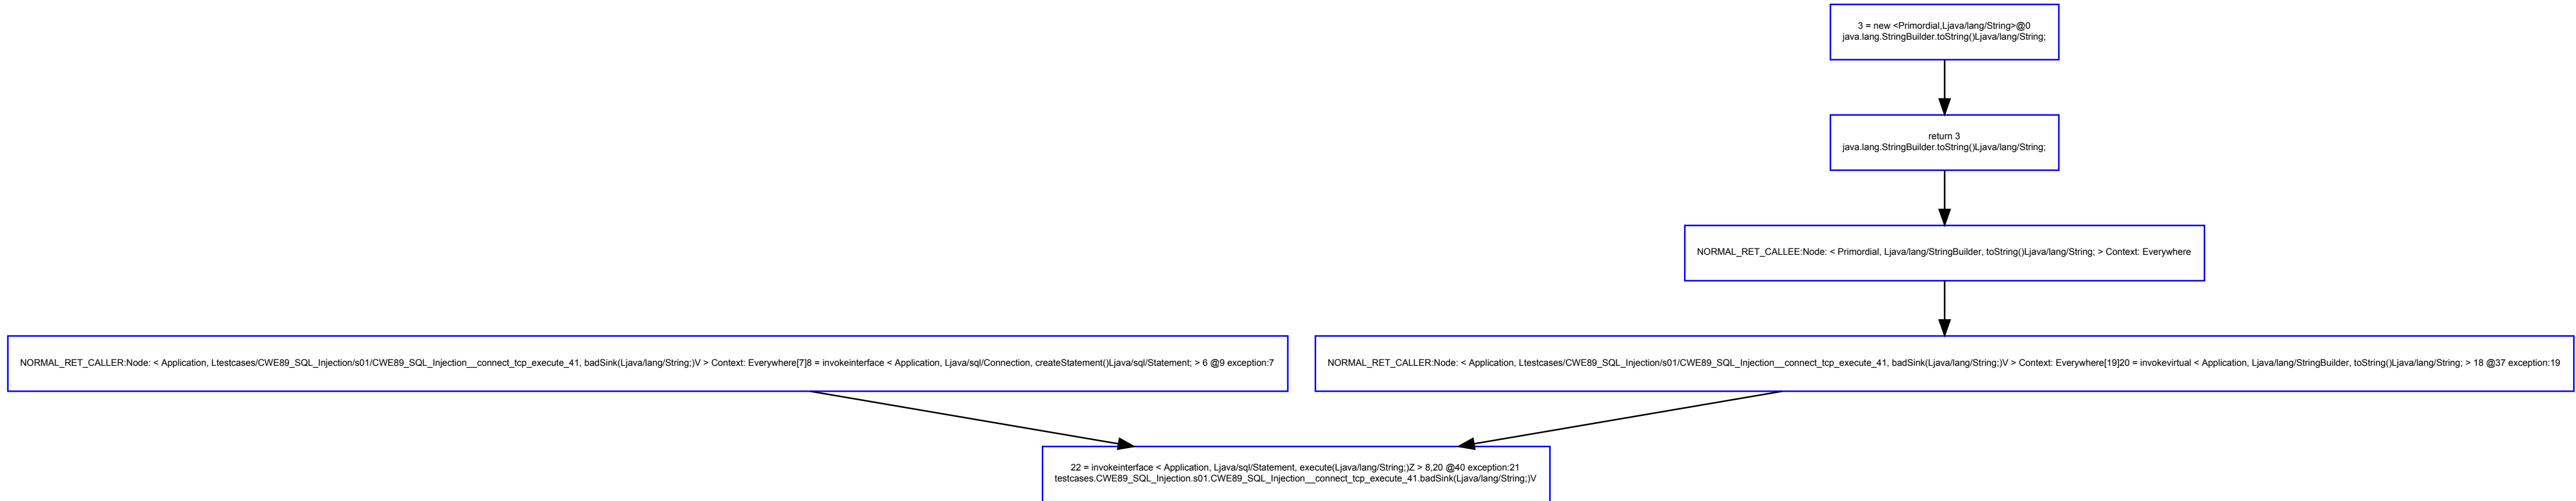 3 = new <Primordial,Ljava/lang/String>@0
java.lang.StringBuilder.toString()Ljava/lang/String;
return 3
java.lang.StringBuilder.toString()Ljava/lang/String;
NORMAL_RET_CALLEE:Node: < Primordial, Ljava/lang/StringBuilder, toString()Ljava/lang/String; > Context: Everywhere
NORMAL_RET_CALLER:Node: < Application, Ltestcases/CWE89_SQL_Injection/s01/CWE89_SQL_Injection__connect_tcp_execute_41, badSink(Ljava/lang/String;)V > Context: Everywhere[7]8 = invokeinterface < Application, Ljava/sql/Connection, createStatement()Ljava/sql/Statement; > 6 @9 exception:7
NORMAL_RET_CALLER:Node: < Application, Ltestcases/CWE89_SQL_Injection/s01/CWE89_SQL_Injection__connect_tcp_execute_41, badSink(Ljava/lang/String;)V > Context: Everywhere[19]20 = invokevirtual < Application, Ljava/lang/StringBuilder, toString()Ljava/lang/String; > 18 @37 exception:19
22 = invokeinterface < Application, Ljava/sql/Statement, execute(Ljava/lang/String;)Z > 8,20 @40 exception:21
testcases.CWE89_SQL_Injection.s01.CWE89_SQL_Injection__connect_tcp_execute_41.badSink(Ljava/lang/String;)V